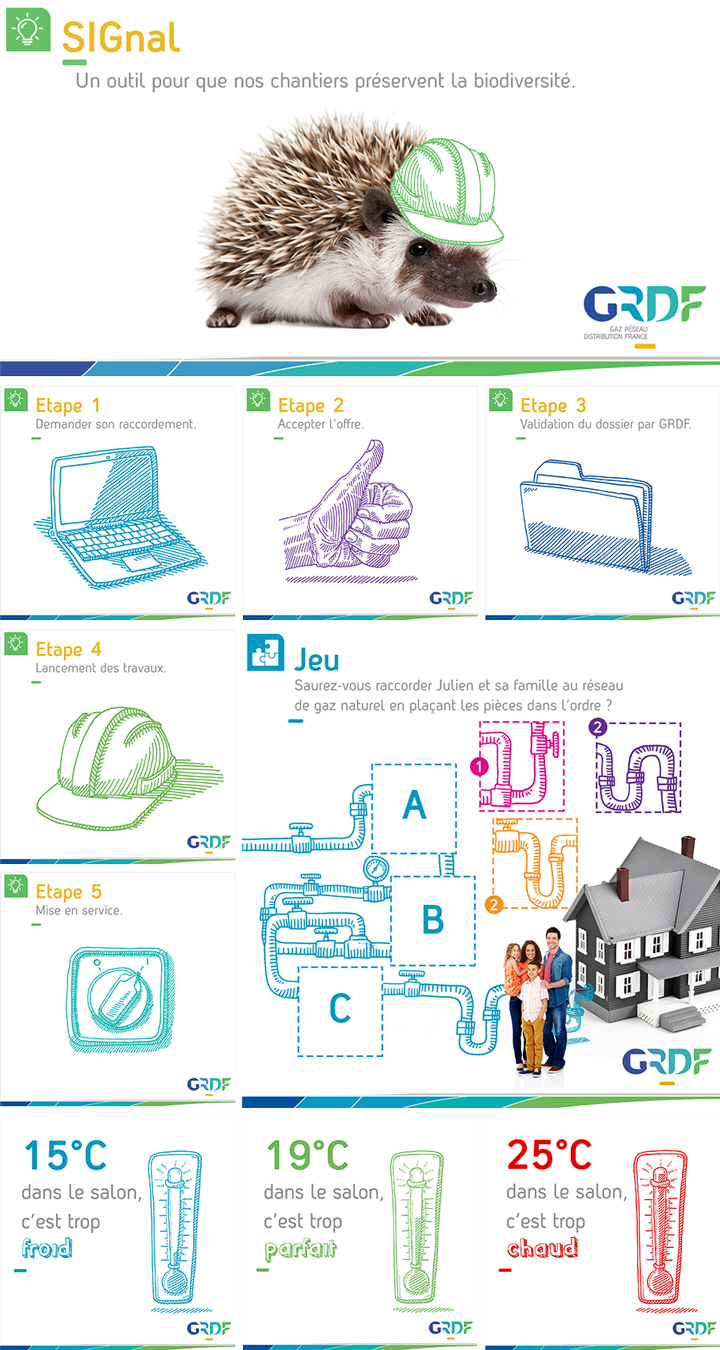 SIGnal
Un outil pour que nos chantiers préservent la biodiversité.
GRDF
GAZ RÉSEAU
DISTRIBUTION FRANCE
Etape 1
Demander son raccordement.
GRDF
Etape 2
Accepter l'offre.
GRDF
Etape 3
Validation du dossier par GRDF.
GRDF
Etape 4
Lancement des travaux.
GRDF
Etape 5
Mise en service.
GRDF
Jeu
Saurez-vous raccorder Julien et sa famille au réseau
de gaz naturel en plaçant les pièces dans l'ordre ?
1
2
A
2
B
C
GRDF
15°C
dans le salon,
c'est trop
froid
GRDF
19°C
dans le salon,
c'est trop
parfait
GRDF
25°C
dans le salon,
c'est trop
chaud
GRDF